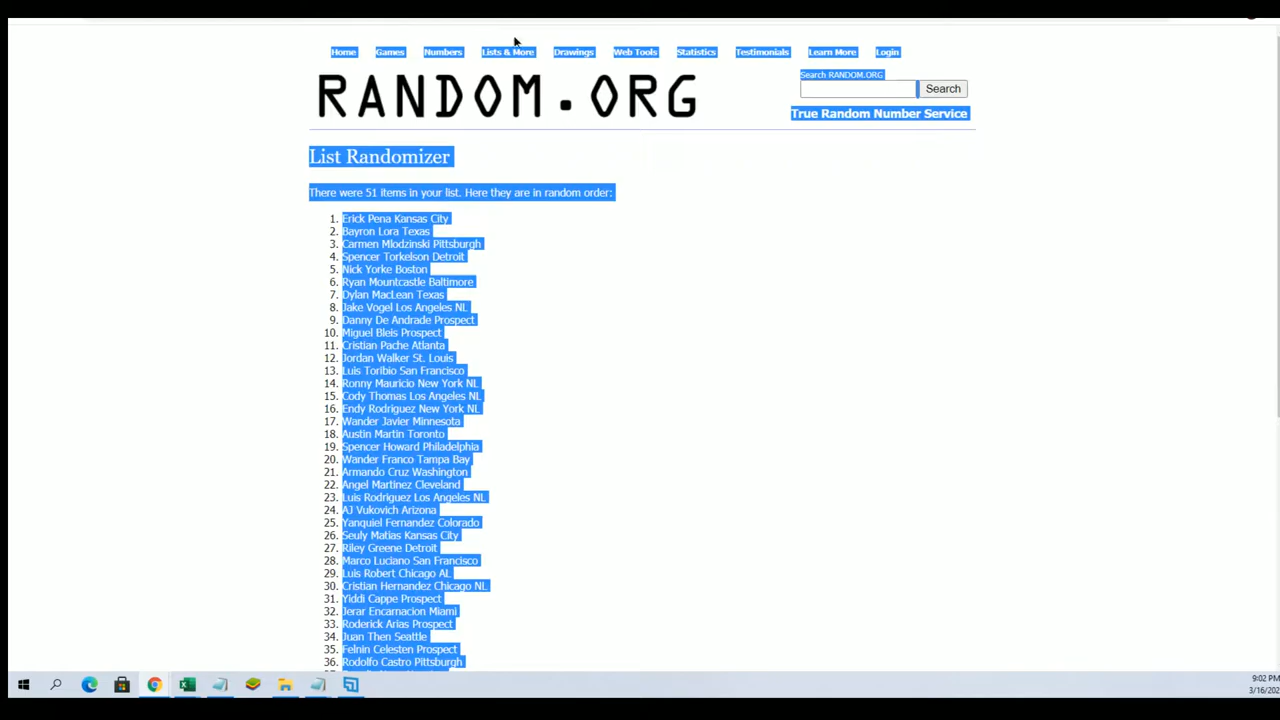 Home Games Numbers Lists & More Drawings Web Tools Statistics Testimonials Learn More Login
RANDOM.ORG
Search RANDOM.ORG
Search
True Random Number Service
List Randomizer
There were 51 items in your list. Here they are in random order:
1. Erick Pena Kansas City
2. Bayron Lora Texas
3. Carmen Mlodzinski Pittsburgh
4. Spencer Torkelson Detroit
5. Nick Yorke Boston
6. Ryan Mountcastle Baltimore
7. Dylan MacLean Texas
8. Jake Vogel Los Angeles NL
9. Danny De Andrade Prospect
10. Miguel Bleis Prospect
11. Cristian Pache Atlanta
12. Jordan Walker St. Louis
13. Luis Toribio San Francisco
14. Ronny Mauricio New York NL
15. Cody Thomas Los Angeles NL
16. Endy Rodriguez New York NL
17. Wander Javier Minnesota
18. Austin Martin Toronto
19. Spencer Howard Philadelphia
20. Wander Franco Tampa Bay
21. Armando Cruz Washington
22. Angel Martinez Cleveland
23. Luis Rodriguez Los Angeles NL
24. AJ Vukovich Arizona
25. Yanquiel Fernandez Colorado
26. Seuly Matias Kansas City
27. Riley Greene Detroit
28. Marco Luciano San Francisco
29. Luis Robert Chicago AL
30. Cristian Hernandez Chicago NL
31. Yiddi Cappe Prospect
32. Jerar Encarnacion Miami
33. Roderick Arias Prospect
34. Juan Then Seattle
35. Felnin Celesten Prospect
36. Rodolfo Castro Pittsburgh
9:02 PM
3/16/202